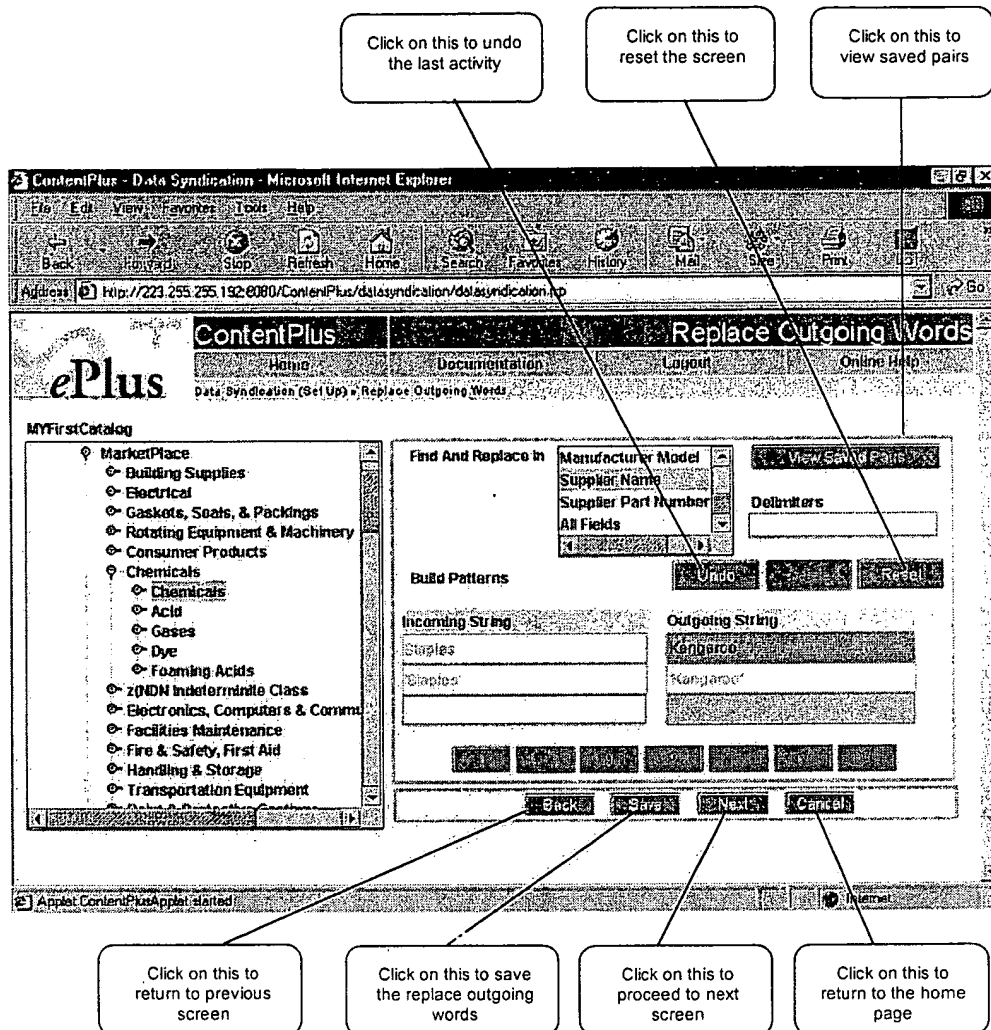 Click on this to undo
the last activity
Click on this to
reset the screen
Click on this to
view saved pairs
ContentPlus - Data Syndication - Microsoft Internet Explorer
File Edit View Favorites Tools Help
Back Forward Stop Refresh Home Search Favorites History Mail Size Print
Address http://223.255.255.192:8080/ContentPlus/datasyndication/datasyndication.jsp Go
ePlus
ContentPlus Replace Outgoing Words
Home Documentation Logout Online Help
Data Syndication (Set Up) » Replace Outgoing Words
MYFirstCatalog
MarketPlace
Building Supplies
Electrical
Gaskets, Seals, & Packings
Rotating Equipment & Machinery
Consumer Products
Chemicals
Chemicals
Acid
Gases
Dye
Foaming Acids
z(NDN Indeterminite Class
Electronics, Computers & Commu
Facilities Maintenance
Fire & Safety, First Aid
Handling & Storage
Transportation Equipment
Find And Replace In
Manufacturer Model
Supplier Name
Supplier Part Number
All Fields
View Saved Pairs
Delimiters
Build Patterns
Undo Reset
Incoming String Outgoing String
Staples Kangaroo
'Staples' 'Kangaroo'
Back Save Next Cancel
Applet ContentPlusApplet started Internet
Click on this to
return to previous
screen
Click on this to save
the replace outgoing
words
Click on this to
proceed to next
screen
Click on this to
return to the home
page